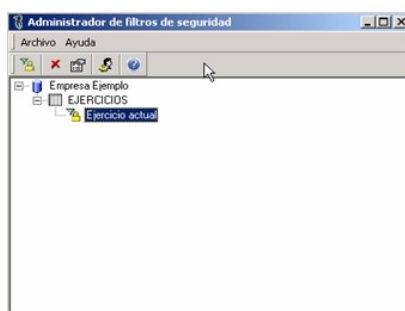 Administrador de filtros de seguridad
Archivo Ayuda
Empresa Ejemplo
EJERCICIOS
Ejercicio actual